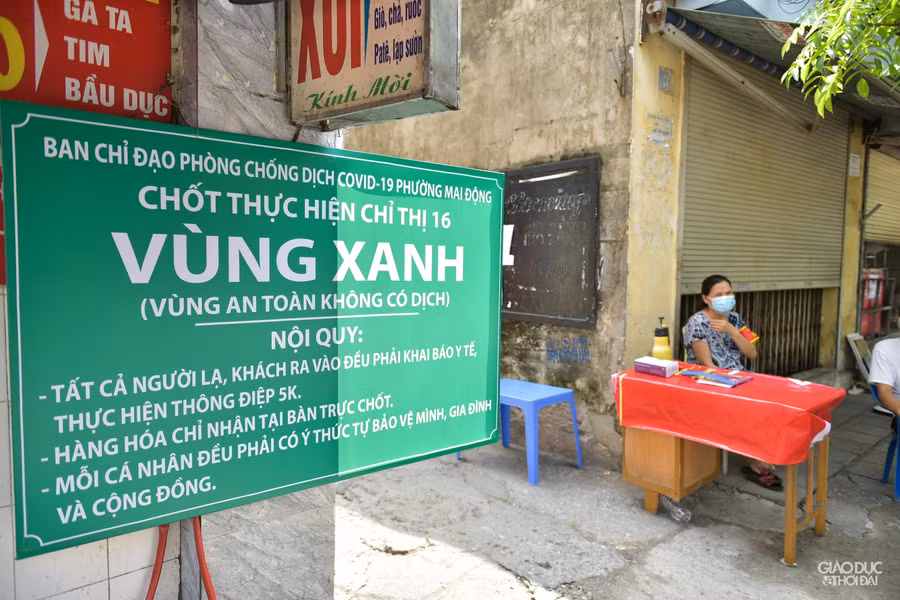 GÀ TA
TIM
BẦU DỤC
XÔI
Giò, chả, ruốc
Patê, lạp sườn
Kính Mời
BAN CHỈ ĐẠO PHÒNG CHỐNG DỊCH COVID-19 PHƯỜNG MAI ĐỘNG
CHỐT THỰC HIỆN CHỈ THỊ 16
VÙNG XANH
(VÙNG AN TOÀN KHÔNG CÓ DỊCH)
NỘI QUY:
- TẤT CẢ NGƯỜI LẠ, KHÁCH RA VÀO ĐỀU PHẢI KHAI BÁO Y TẾ,
THỰC HIỆN THÔNG ĐIỆP 5K.
- HÀNG HÓA CHỈ NHẬN TẠI BÀN TRỰC CHỐT.
- MỖI CÁ NHÂN ĐỀU PHẢI CÓ Ý THỨC TỰ BẢO VỆ MÌNH, GIA ĐÌNH
VÀ CỘNG ĐỒNG.
GIÁO DỤC
& THỜI ĐẠI